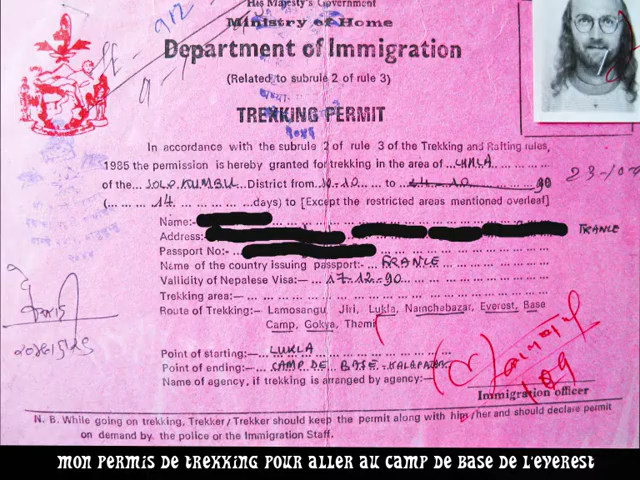 His Majesty's Government
Ministry of Home
Department of Immigration
(Related to subrule 2 of rule 3)
TREKKING PERMIT
In accordance with the subrule 2 of rule 3 of the Trekking and Rafting rules,
1985 the permission is hereby granted for trekking in the area of LUKLA
of the SOLO KUMBU District from 10-10 to 24-10 90
(14 days) to [Except the restricted areas mentioned overleaf]
Name:-
Address:- FRANCE
Passport No:-
Name of the country issuing passport:- FRANCE
Validity of Nepalese Visa:- 17-12-90
Trekking area:-
Route of Trekking:- Lamosangu Jiri, Lukla, Namchebazar, Everest, Base
Camp, Gokyo, Thami
Point of starting:- LUKLA
Point of ending:- CAMP DE BASE
Name of agency, if trekking is arranged by agency:-
Immigration officer
N. B. While going on trekking, Trekker/Trekker should keep the permit along with his/her and should declare permit
on demand by the police or the Immigration Staff.
mon permis de trekking pour aller au camp de base de l'everest